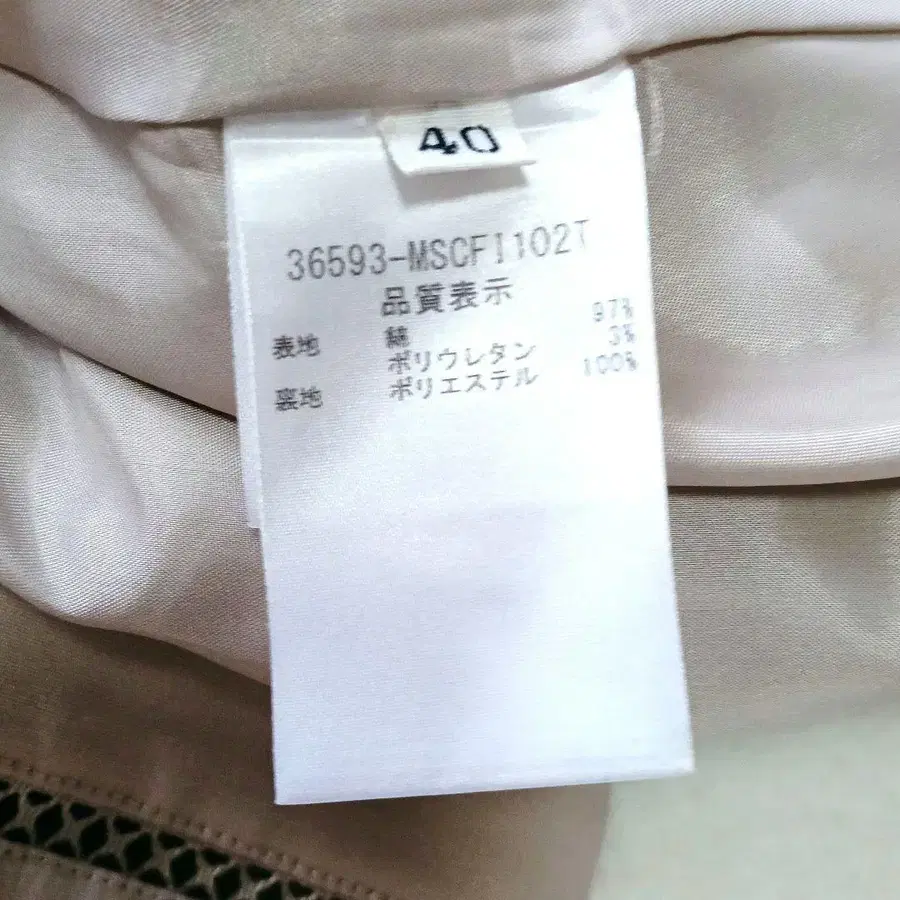 40
36593-MSCFI102T
品質表示
表地 綿 97%
ポリウレタン 3%
裏地 ポリエステル 100%